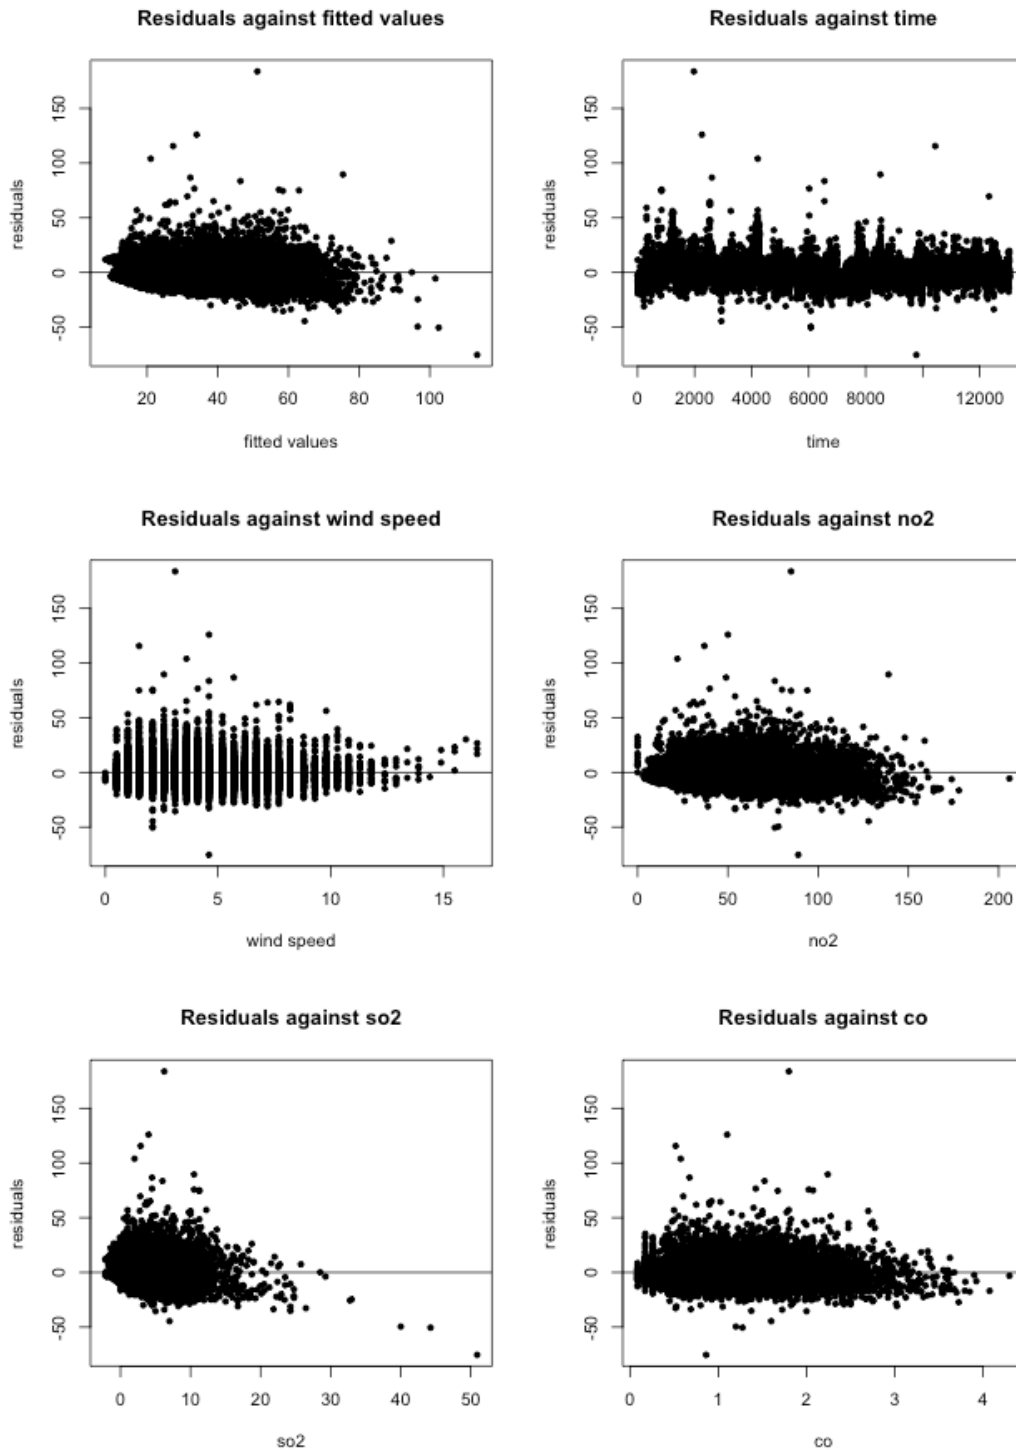 Residuals against fitted values
residuals
-50 0 50 100 150
20 40 60 80 100
fitted values
Residuals against time
residuals
-50 0 50 100 150
0 2000 4000 6000 8000 12000
time
Residuals against wind speed
residuals
-50 0 50 100 150
0 5 10 15
wind speed
Residuals against no2
residuals
-50 0 50 100 150
0 50 100 150 200
no2
Residuals against so2
residuals
-50 0 50 100 150
0 10 20 30 40 50
so2
Residuals against co
residuals
-50 0 50 100 150
0 1 2 3 4
co